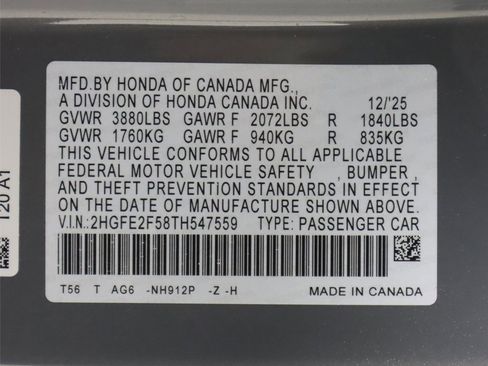 MFD.BY HONDA OF CANADA MFG.,
A DIVISION OF HONDA CANADA INC. 12/'25
GVWR 3880LBS GAWR F 2072LBS R 1840LBS
GVWR 1760KG GAWR F 940KG R 835KG
THIS VEHICLE CONFORMS TO ALL APPLICABLE
FEDERAL MOTOR VEHICLE SAFETY , BUMPER ,
AND THEFT PREVENTION STANDARDS IN EFFECT
ON THE DATE OF MANUFACTURE SHOWN ABOVE.
V.I.N.:2HGFE2F58TH547559 TYPE: PASSENGER CAR
T56 T AG6 -NH912P -Z -H MADE IN CANADA
T20 A1